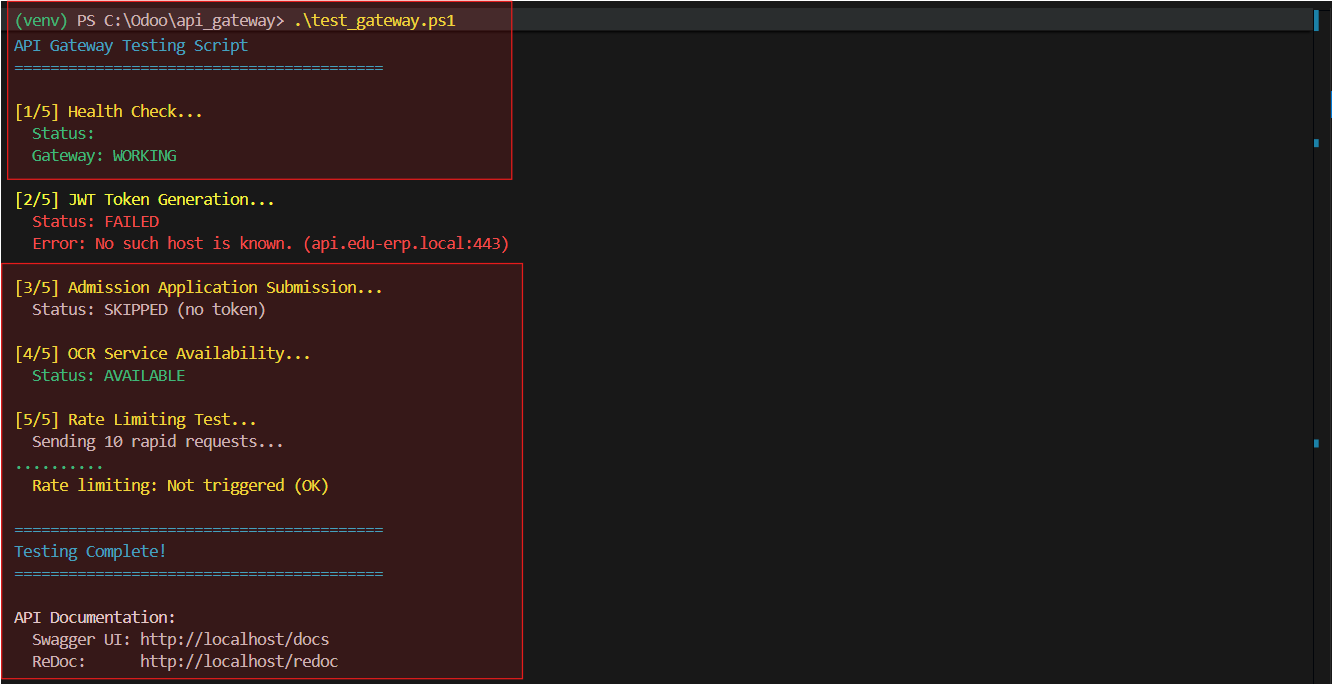 (venv) PS C:\Odoo\api_gateway> .\test_gateway.ps1
API Gateway Testing Script
=========================================
[1/5] Health Check...
Status:
Gateway: WORKING
[2/5] JWT Token Generation...
Status: FAILED
Error: No such host is known. (api.edu-erp.local:443)
[3/5] Admission Application Submission...
Status: SKIPPED (no token)
[4/5] OCR Service Availability...
Status: AVAILABLE
[5/5] Rate Limiting Test...
Sending 10 rapid requests...
..........
Rate limiting: Not triggered (OK)
=========================================
Testing Complete!
=========================================
API Documentation:
Swagger UI: http://localhost/docs
ReDoc: http://localhost/redoc